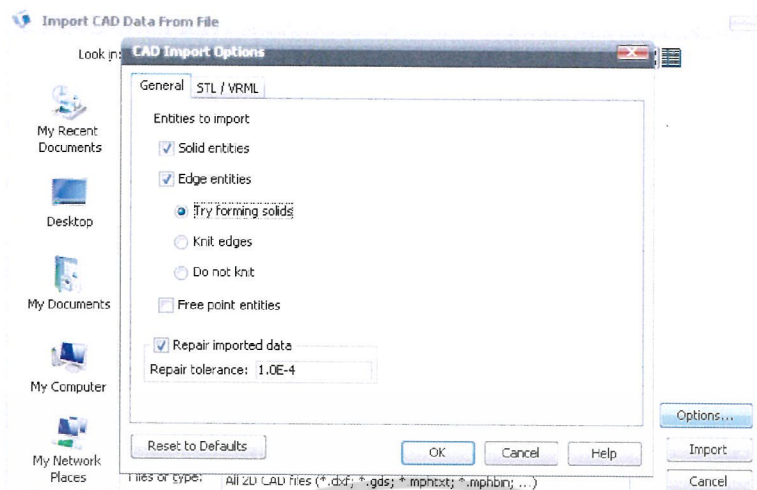 Import CAD Data From File
Look in:
CAD Import Options
General
STL / VRML
Entities to import
Solid entities
Edge entities
Try forming solids
Knit edges
Do not knit
Free point entities
Repair imported data
Repair tolerance: 1.0E-4
Reset to Defaults
OK
Cancel
Help
My Recent
Documents
Desktop
My Documents
My Computer
My Network
Places
Options...
Import
Cancel
Files of type: All 2D CAD files (*.dxf; *.gds; *.mphtxt; *.mphbin; ...)